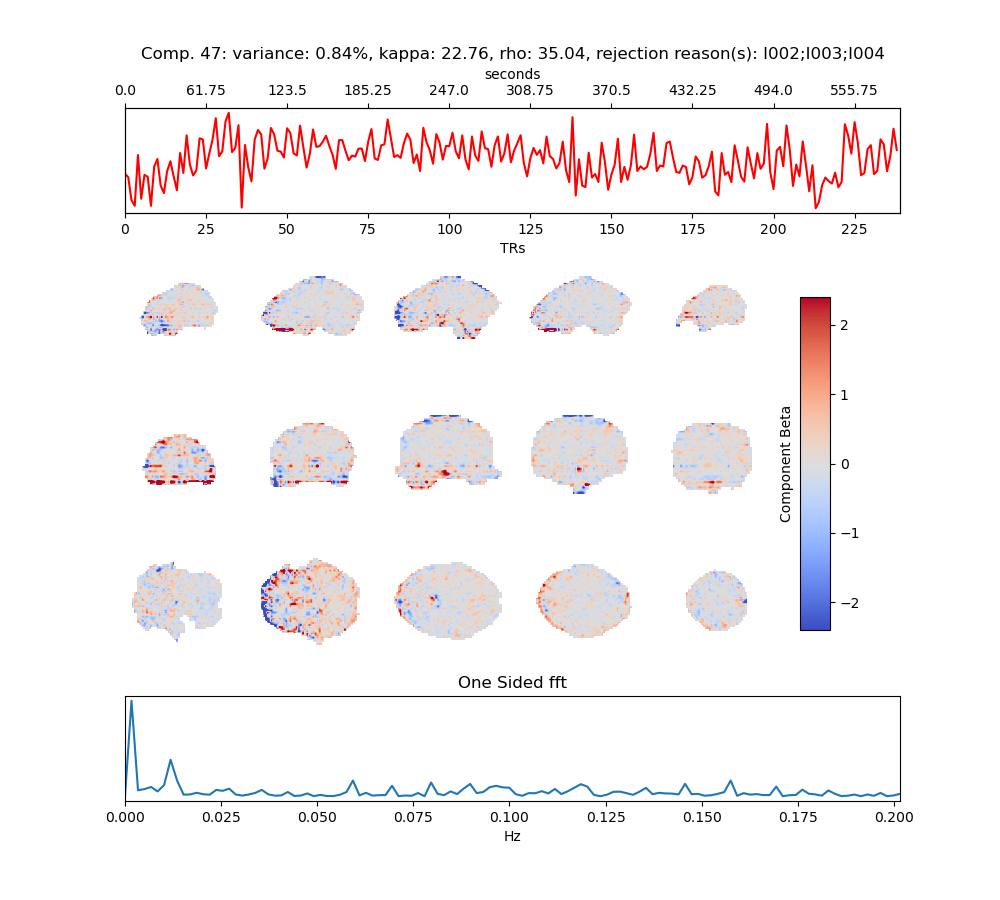 Comp. 47: variance: 0.84%, kappa: 22.76, rho: 35.04, rejection reason(s): I002;I003;I004
seconds
0.0 61.75 123.5 185.25 247.0 308.75 370.5 432.25 494.0 555.75
0 25 50 75 100 125 150 175 200 225
TRs
2
1
0
−1
−2
Component Beta
One Sided fft
0.000 0.025 0.050 0.075 0.100 0.125 0.150 0.175 0.200
Hz